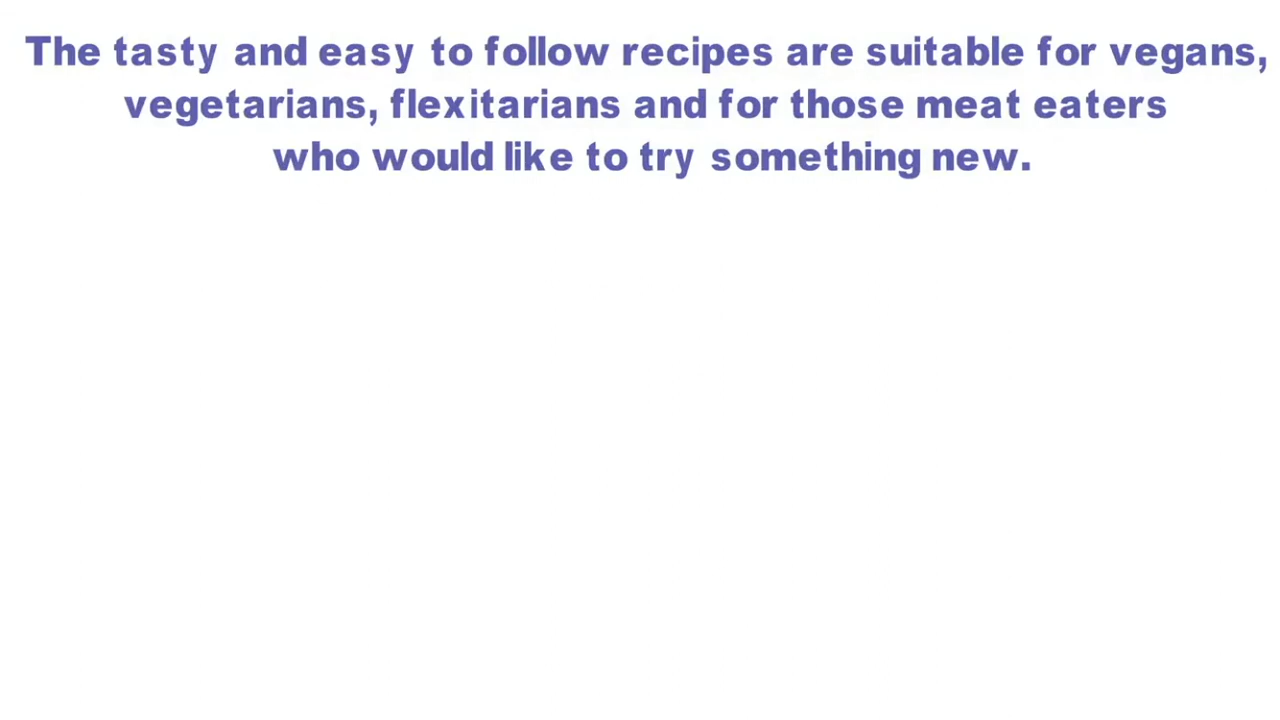 The tasty and easy to follow recipes are suitable for vegans,
vegetarians, flexitarians and for those meat eaters
who would like to try something new.